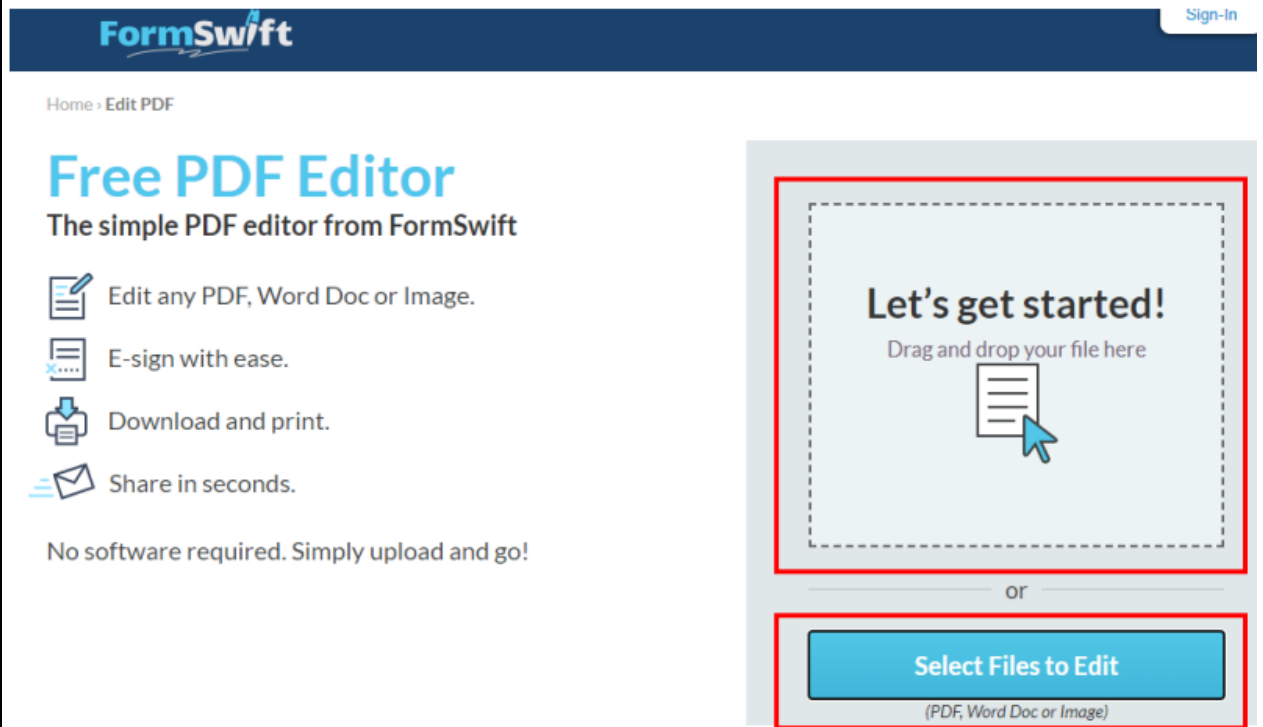 FormSwift
Sign-In
Home › Edit PDF
Free PDF Editor
The simple PDF editor from FormSwift
Edit any PDF, Word Doc or Image.
E-sign with ease.
Download and print.
Share in seconds.
No software required. Simply upload and go!
Let's get started!
Drag and drop your file here
or
Select Files to Edit
(PDF, Word Doc or Image)